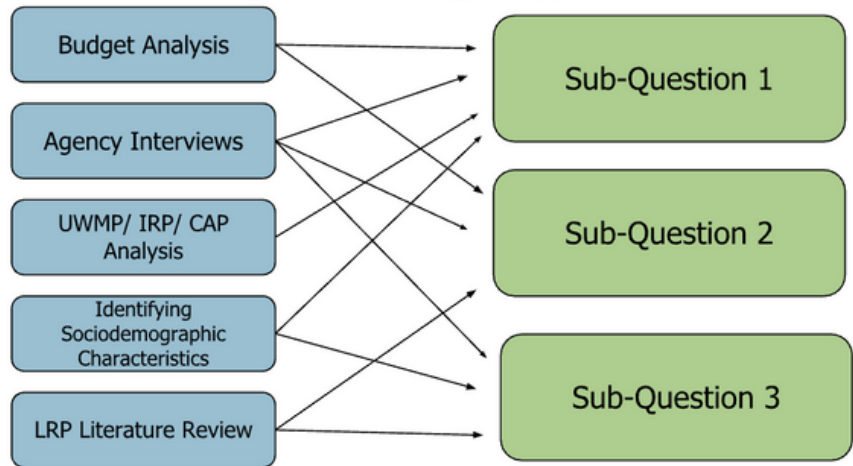 Budget Analysis
Agency Interviews
UWMP/ IRP/ CAP
Analysis
Identifying
Sociodemographic
Characteristics
LRP Literature Review
Sub-Question 1
Sub-Question 2
Sub-Question 3